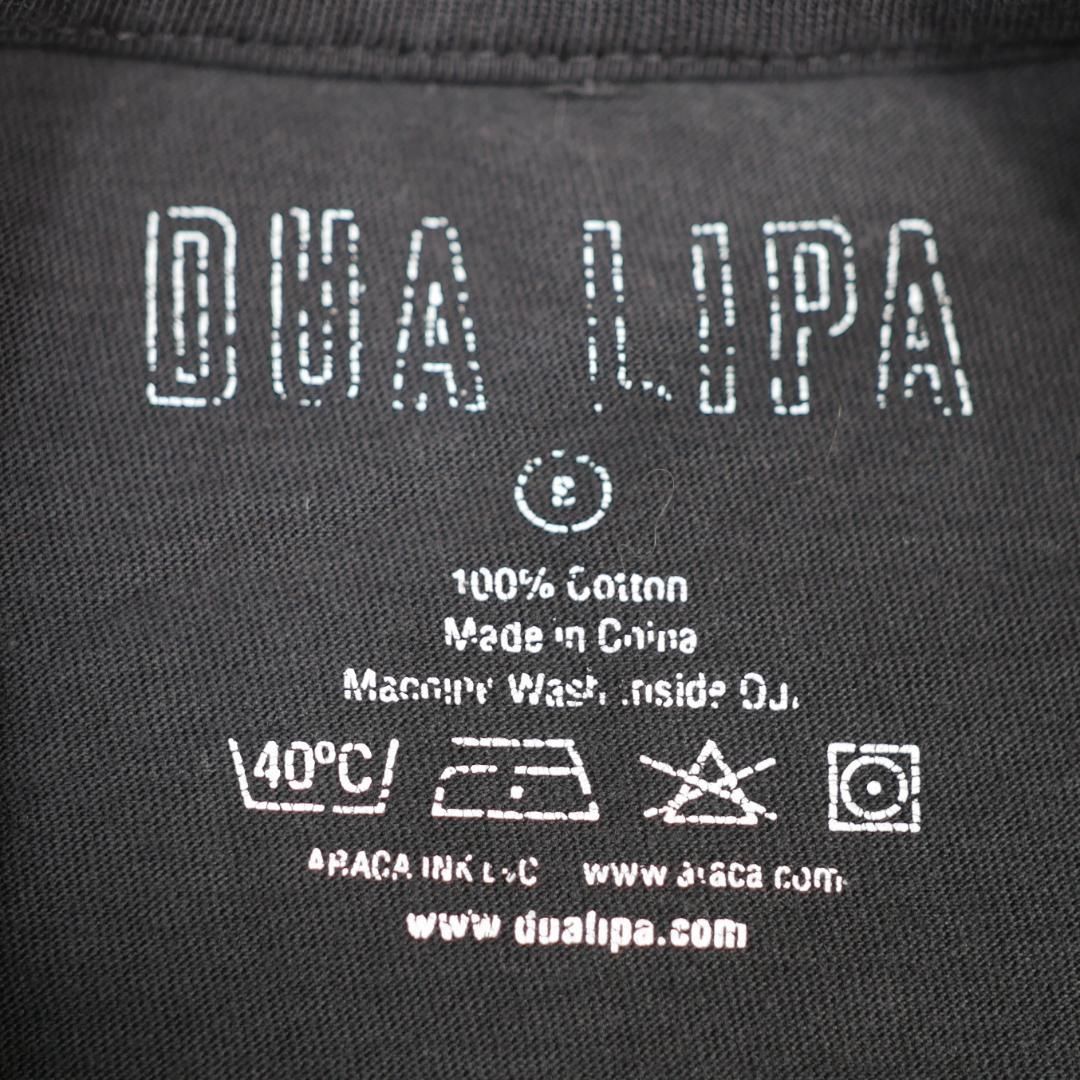 DUA LIPA
S
100% Cotton
Made in China
Machine Wash Inside Out
40°C
ARACA INK LLC www.araca.com
www.dualipa.com